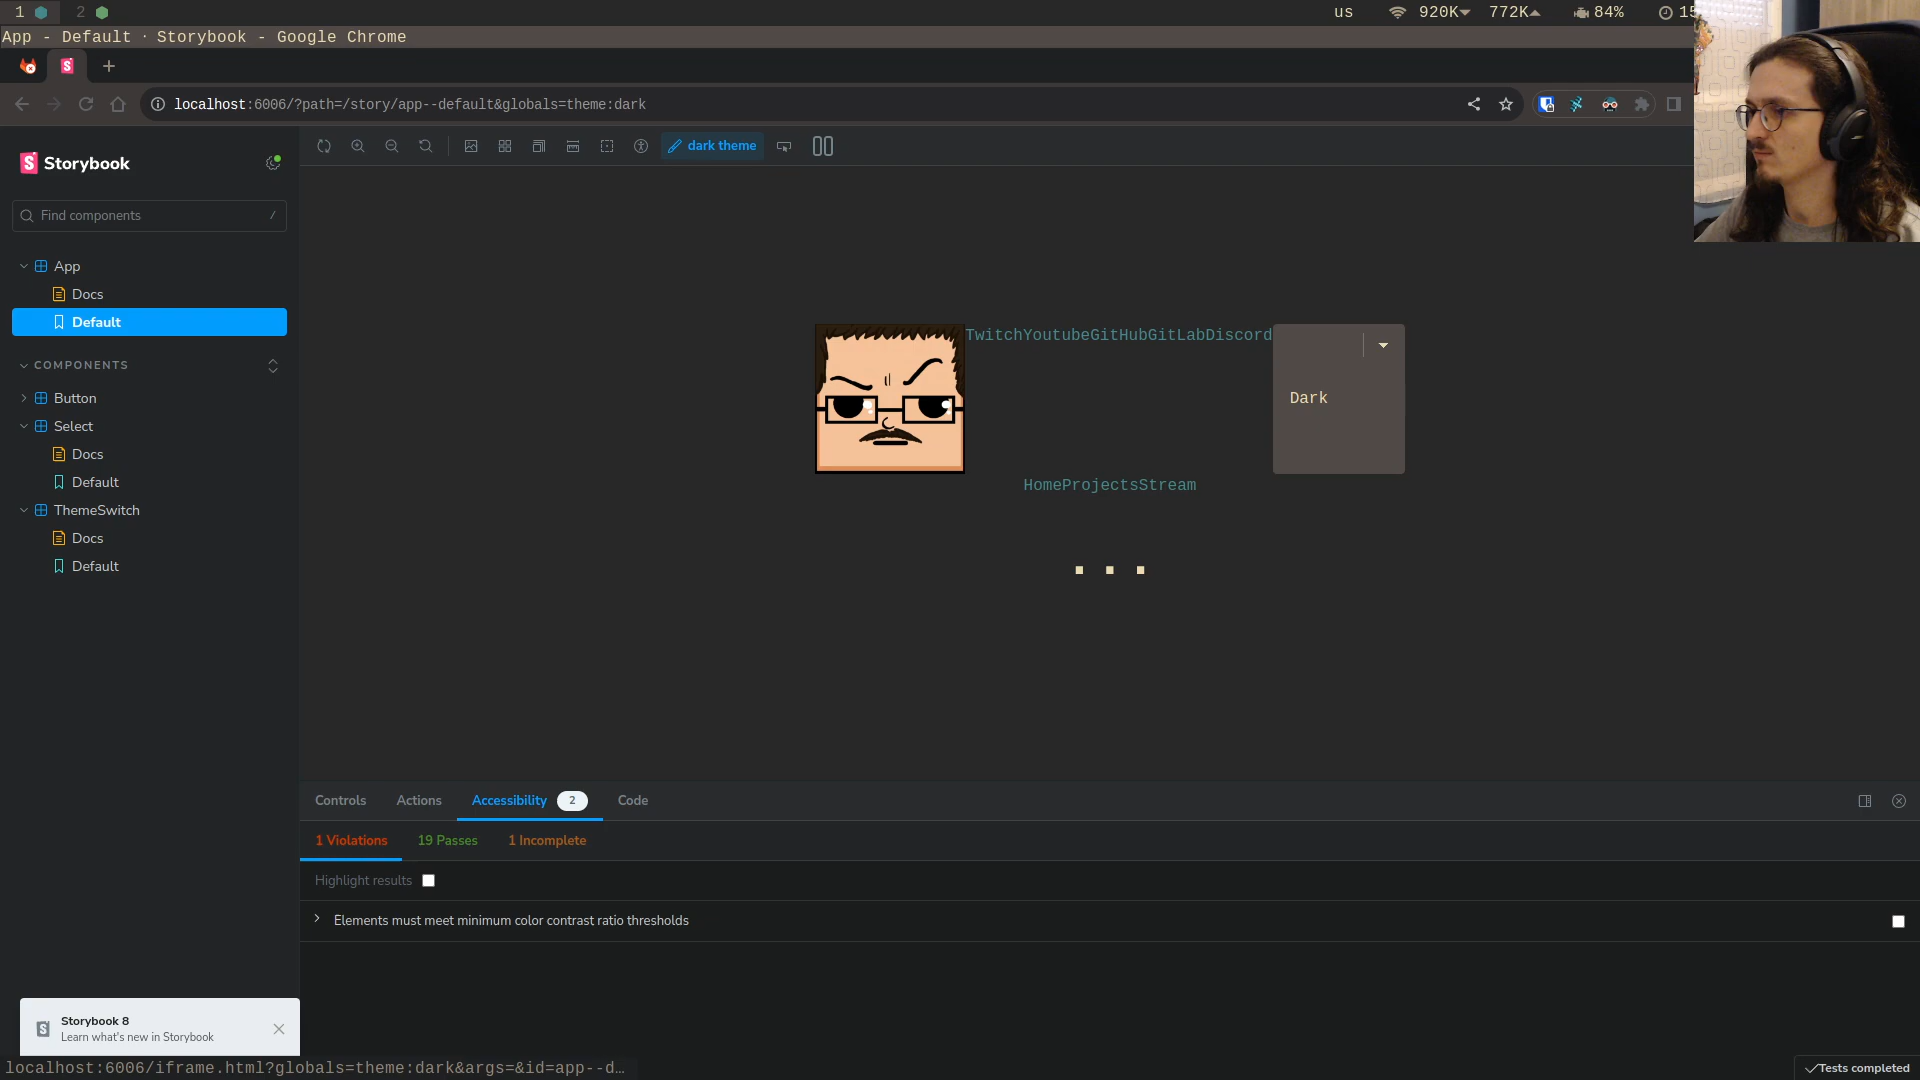 1 2 us 920K 772K 84% 15
App - Default · Storybook - Google Chrome
localhost:6006/?path=/story/app--default&globals=theme:dark
Storybook
dark theme
Find components /
App
Docs
Default
COMPONENTS
Button
Select
Docs
Default
ThemeSwitch
Docs
Default
TwitchYoutubeGitHubGitLabDiscord
Dark
HomeProjectsStream
...
Controls Actions Accessibility 2 Code
1 Violations 19 Passes 1 Incomplete
Highlight results
Elements must meet minimum color contrast ratio thresholds
Storybook 8
Learn what's new in Storybook
localhost:6006/iframe.html?globals=theme:dark&args=&id=app--d…
Tests completed